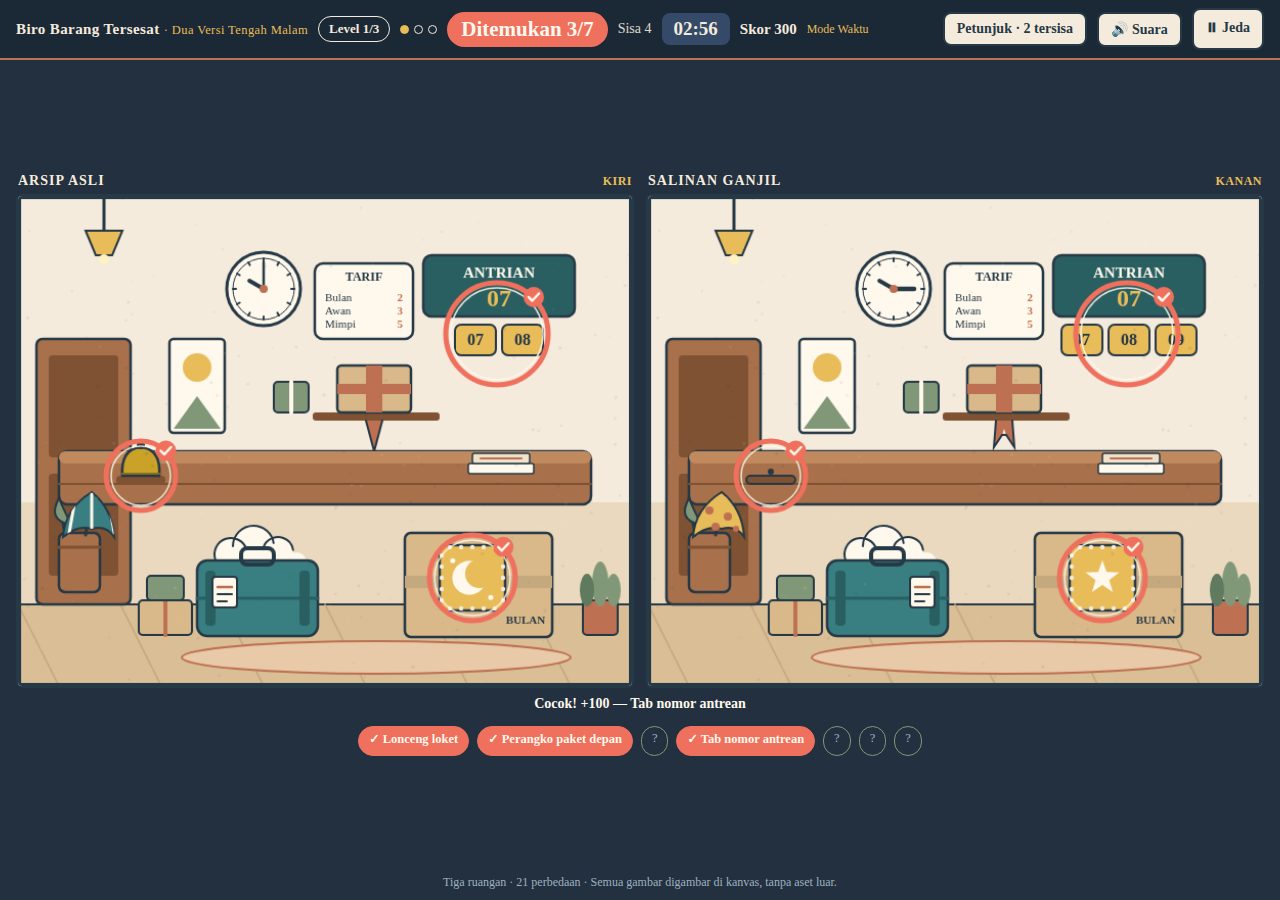 Biro Barang Tersesat · Dua Versi Tengah Malam
Level 1/3
Ditemukan 3/7
Sisa 4
02:56
Skor 300
Mode Waktu
Petunjuk · 2 tersisa
🔊 Suara
⏸ Jeda
ARSIP ASLI
KIRI
TARIF
Bulan 2
Awan 3
Mimpi 5
ANTRIAN
07
07 08
BULAN
SALINAN GANJIL
KANAN
TARIF
Bulan 2
Awan 3
Mimpi 5
ANTRIAN
07
07 08 09
BULAN
Cocok! +100 — Tab nomor antrean
✓ Lonceng loket
✓ Perangko paket depan
?
✓ Tab nomor antrean
?
?
?
Tiga ruangan · 21 perbedaan · Semua gambar digambar di kanvas, tanpa aset luar.